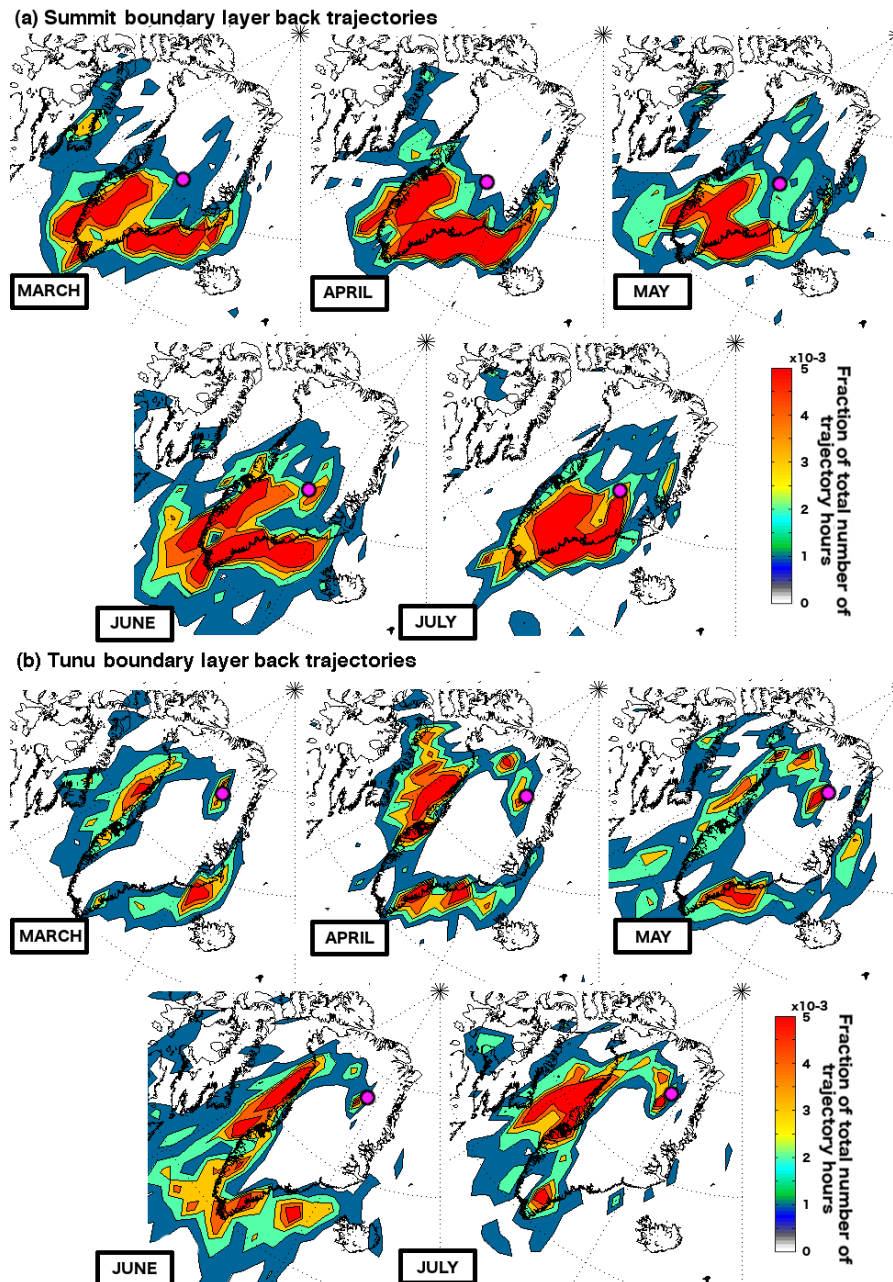 (a) Summit boundary layer back trajectories
MARCH
APRIL
MAY
JUNE
JULY
x10-3
5
4
3
2
1
0
Fraction of total number of
trajectory hours
(b) Tunu boundary layer back trajectories
MARCH
APRIL
MAY
JUNE
JULY
x10-3
5
4
3
2
1
0
Fraction of total number of
trajectory hours